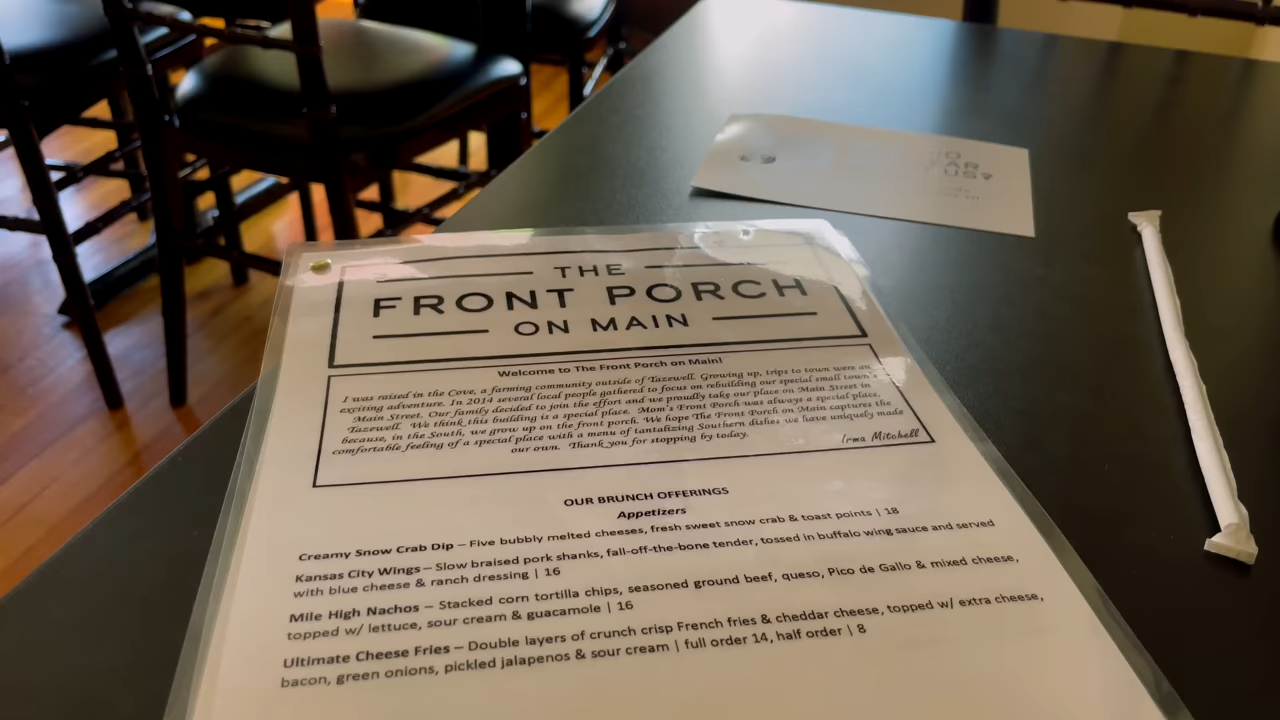 THE
FRONT PORCH
ON MAIN
Welcome to The Front Porch on Main!
I was raised in the Cove, a farming community outside of Tazewell. Growing up, trips to town were an
exciting adventure. In 2014 several local people gathered to focus on rebuilding our special small town's
Main Street. Our family decided to join the effort and we proudly take our place on Main Street in
Tazewell. We think this building is a special place. Mom's Front Porch was always a special place,
because, in the South, we grow up on the front porch. We hope The Front Porch on Main captures the
comfortable feeling of a special place with a menu of tantalizing Southern dishes we have uniquely made
our own. Thank you for stopping by today.
Irma Mitchell
OUR BRUNCH OFFERINGS
Appetizers
Creamy Snow Crab Dip – Five bubbly melted cheeses, fresh sweet snow crab & toast points | 18
Kansas City Wings – Slow braised pork shanks, fall-off-the-bone tender, tossed in buffalo wing sauce and served
with blue cheese & ranch dressing | 16
Mile High Nachos – Stacked corn tortilla chips, seasoned ground beef, queso, Pico de Gallo & mixed cheese,
topped w/ lettuce, sour cream & guacamole | 16
Ultimate Cheese Fries – Double layers of crunch crisp French fries & cheddar cheese, topped w/ extra cheese,
bacon, green onions, pickled jalapenos & sour cream | full order 14, half order | 8